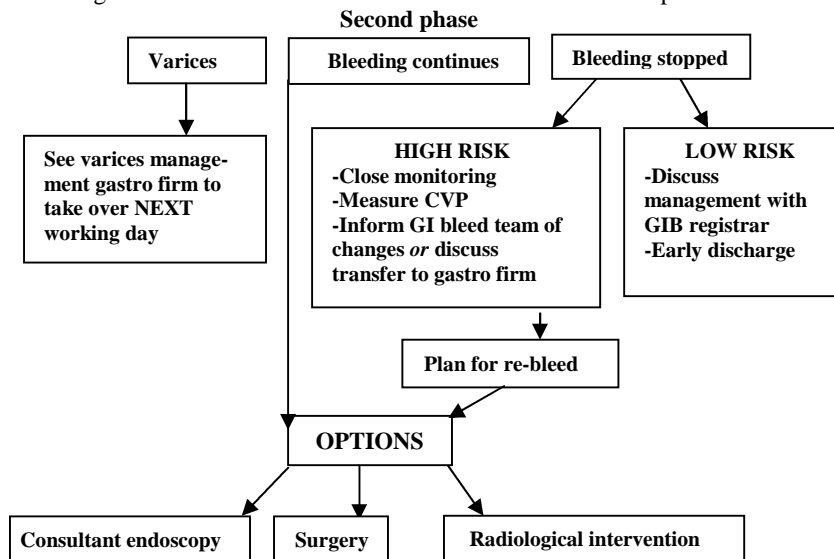 Second phase
Varices
Bleeding continues
Bleeding stopped
See varices manage-
ment gastro firm to
take over NEXT
working day
HIGH RISK
-Close monitoring
-Measure CVP
-Inform GI bleed team of
changes or discuss
transfer to gastro firm
LOW RISK
-Discuss
management with
GIB registrar
-Early discharge
Plan for re-bleed
OPTIONS
Consultant endoscopy
Surgery
Radiological intervention